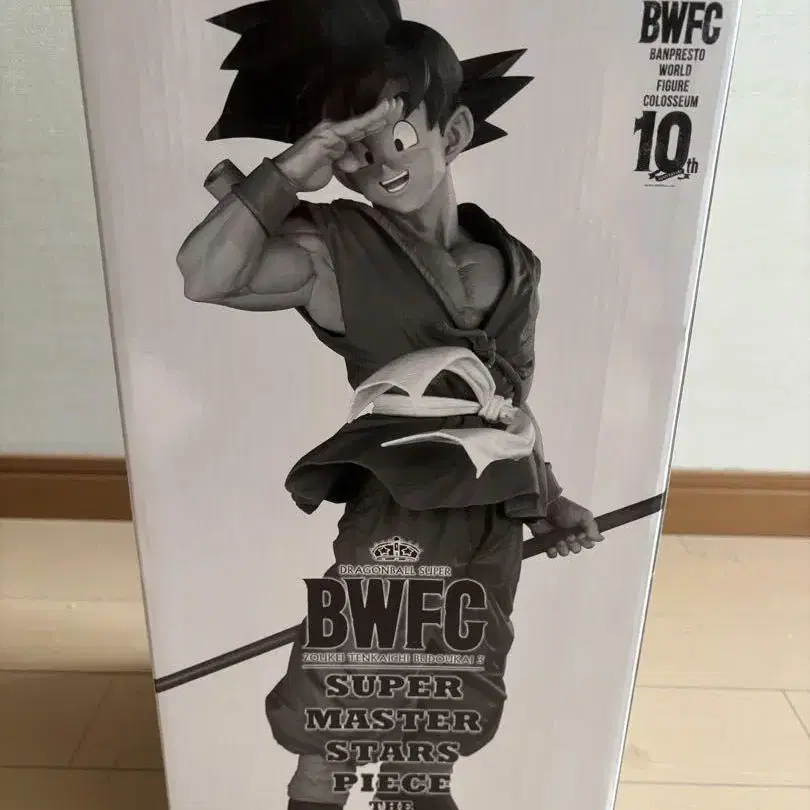 BWFC
BANPRESTO
WORLD
FIGURE
COLOSSEUM
10th
DRAGONBALL SUPER
BWFC
ZOUKEI TENKAICHI BUDOUKAI 3
SUPER
MASTER
STARS
PIECE
THE